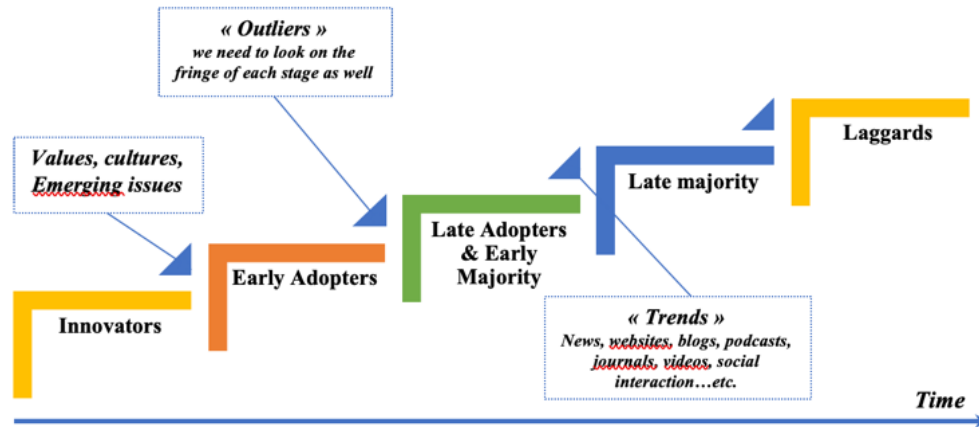 « Outliers »
we need to look on the
fringe of each stage as well
Values, cultures,
Emerging issues
Laggards
Late majority
Late Adopters
& Early
Majority
Early Adopters
Innovators
« Trends »
News, websites, blogs, podcasts,
journals, videos, social
interaction…etc.
Time